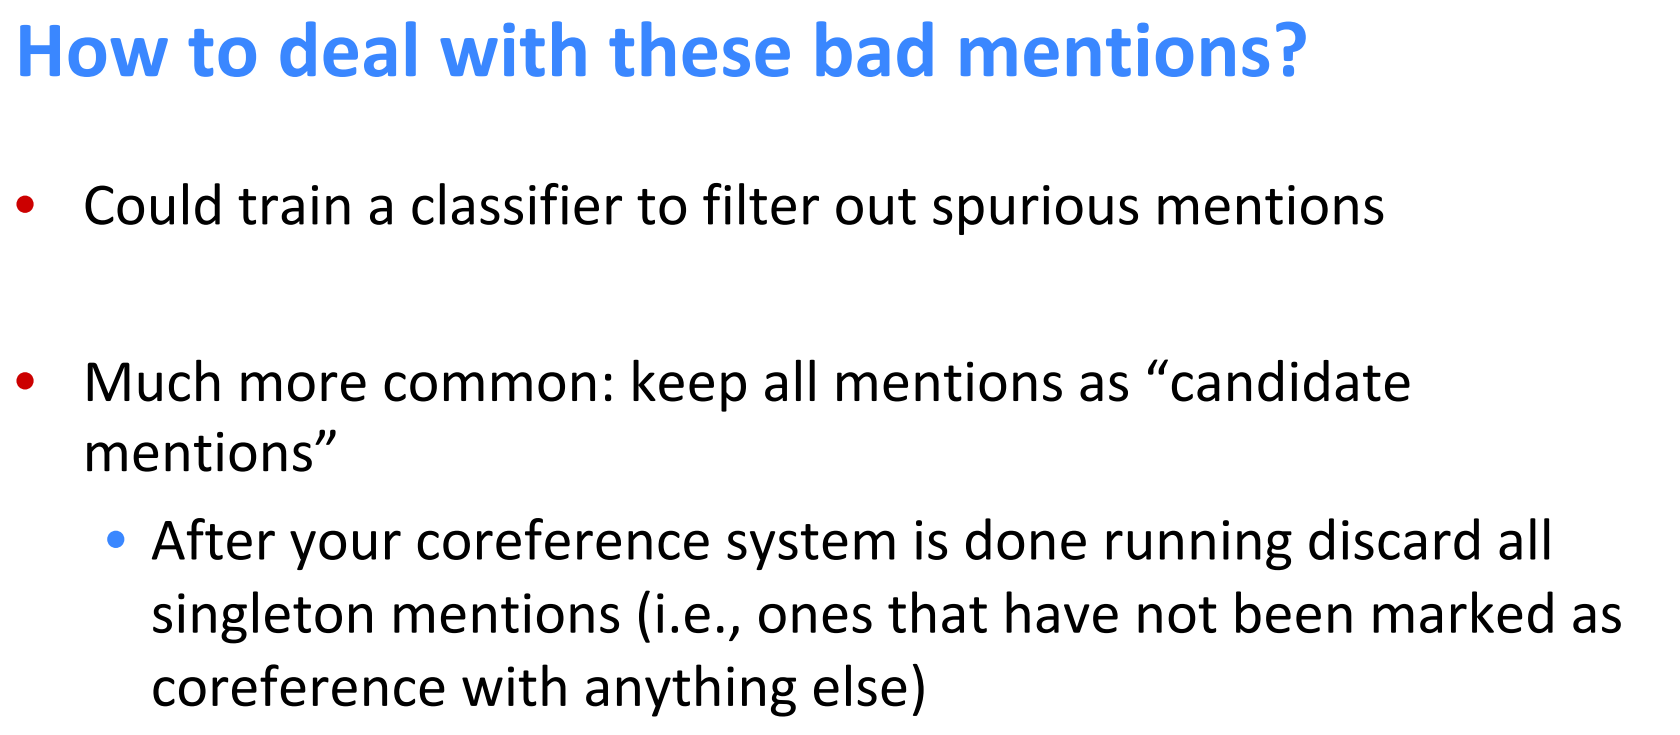 How to deal with these bad mentions?
• Could train a classifier to filter out spurious mentions
• Much more common: keep all mentions as “candidate
mentions”
• After your coreference system is done running discard all
singleton mentions (i.e., ones that have not been marked as
coreference with anything else)